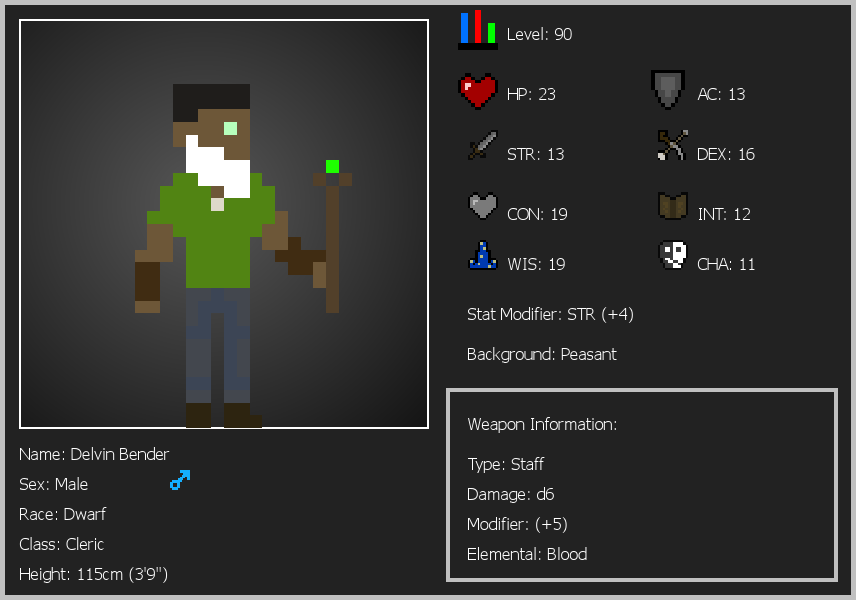 Level: 90
HP: 23
AC: 13
STR: 13
DEX: 16
CON: 19
INT: 12
WIS: 19
CHA: 11
Stat Modifier: STR (+4)
Background: Peasant
Weapon Information:
Type: Staff
Damage: d6
Modifier: (+5)
Elemental: Blood
Name: Delvin Bender
Sex: Male
Race: Dwarf
Class: Cleric
Height: 115cm (3'9")